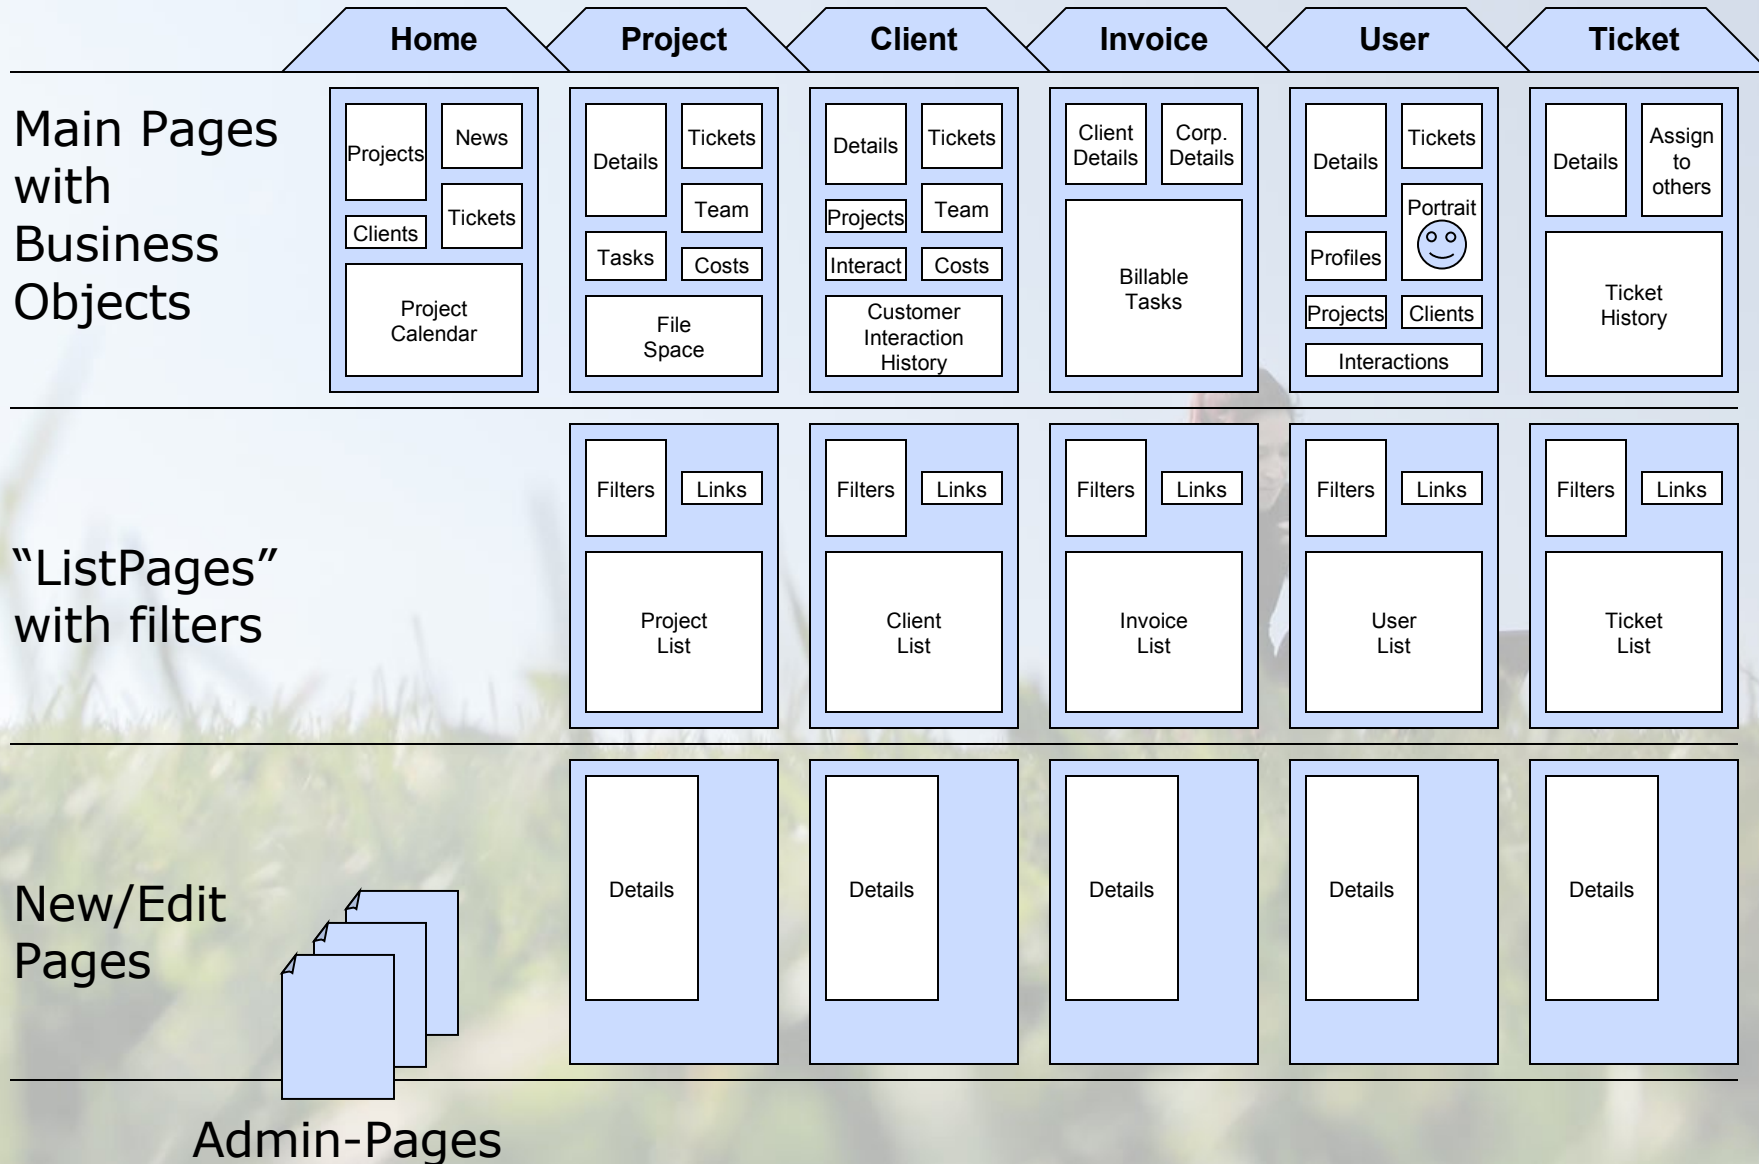 Home
Project
Client
Invoice
User
Ticket
Main Pages
with
Business
Objects
Projects
News
Clients
Tickets
Project
Calendar
Details
Tickets
Team
Tasks
Costs
File
Space
Details
Tickets
Projects
Team
Interact
Costs
Customer
Interaction
History
Client
Details
Corp.
Details
Billable
Tasks
Details
Tickets
Portrait
Profiles
Projects
Clients
Interactions
Details
Assign
to
others
Ticket
History
“ListPages”
with filters
Filters
Links
Project
List
Filters
Links
Client
List
Filters
Links
Invoice
List
Filters
Links
User
List
Filters
Links
Ticket
List
New/Edit
Pages
Details
Details
Details
Details
Details
Admin-Pages